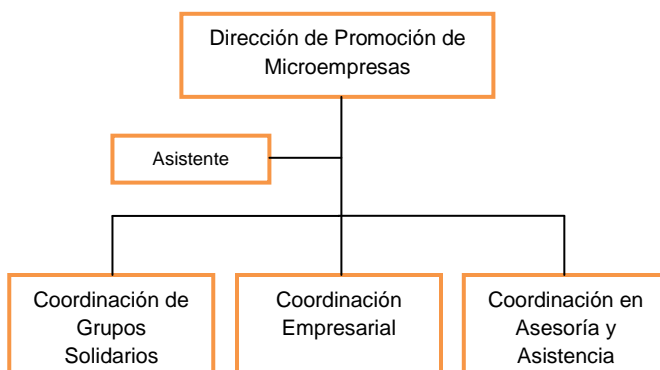 Dirección de Promoción de
Microempresas
Asistente
Coordinación de
Grupos
Solidarios
Coordinación
Empresarial
Coordinación en
Asesoría y
Asistencia